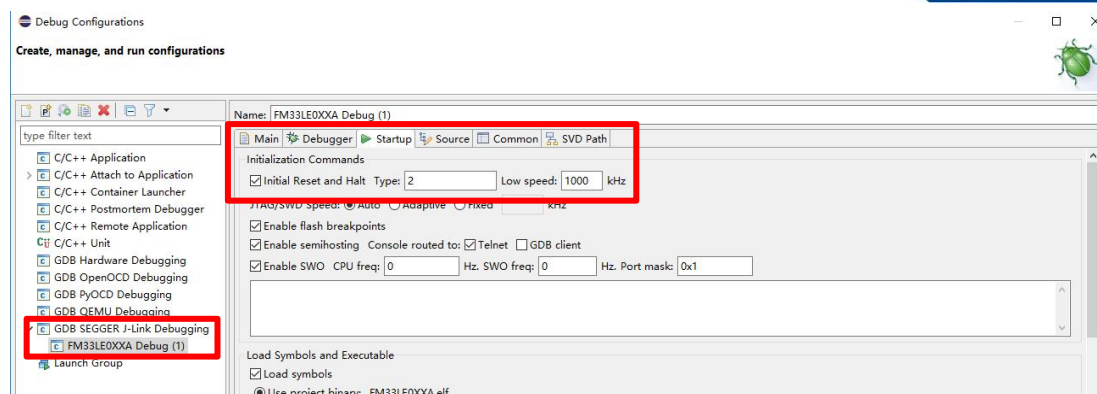 Debug Configurations
Create, manage, and run configurations
type filter text
C/C++ Application
C/C++ Attach to Application
C/C++ Container Launcher
C/C++ Postmortem Debugger
C/C++ Remote Application
C/C++ Unit
GDB Hardware Debugging
GDB OpenOCD Debugging
GDB PyOCD Debugging
GDB QEMU Debugging
GDB SEGGER J-Link Debugging
FM33LE0XXA Debug (1)
Launch Group
Name: FM33LE0XXA Debug (1)
Main Debugger Startup Source Common SVD Path
Initialization Commands
Initial Reset and Halt Type: 2 Low speed: 1000 kHz
JTAG/SWD Speed: Auto Adaptive Fixed kHz
Enable flash breakpoints
Enable semihosting Console routed to: Telnet GDB client
Enable SWO CPU freq: 0 Hz. SWO freq: 0 Hz. Port mask: 0x1
Load Symbols and Executable
Load symbols
Use project binary: FM33LE0XXA.elf